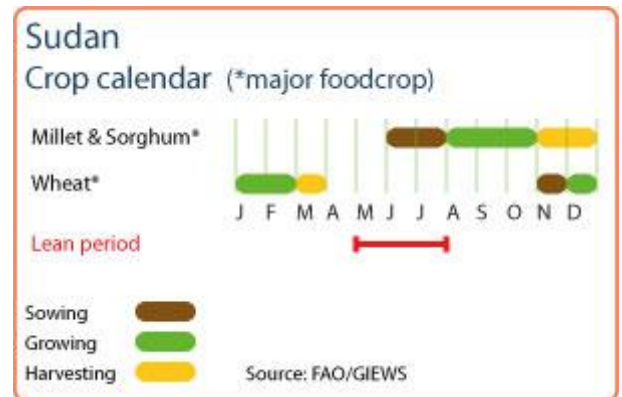 Sudan
Crop calendar (*major foodcrop)
Millet & Sorghum*
Wheat*
J F M A M J J A S O N D
Lean period
Sowing
Growing
Harvesting
Source: FAO/GIEWS